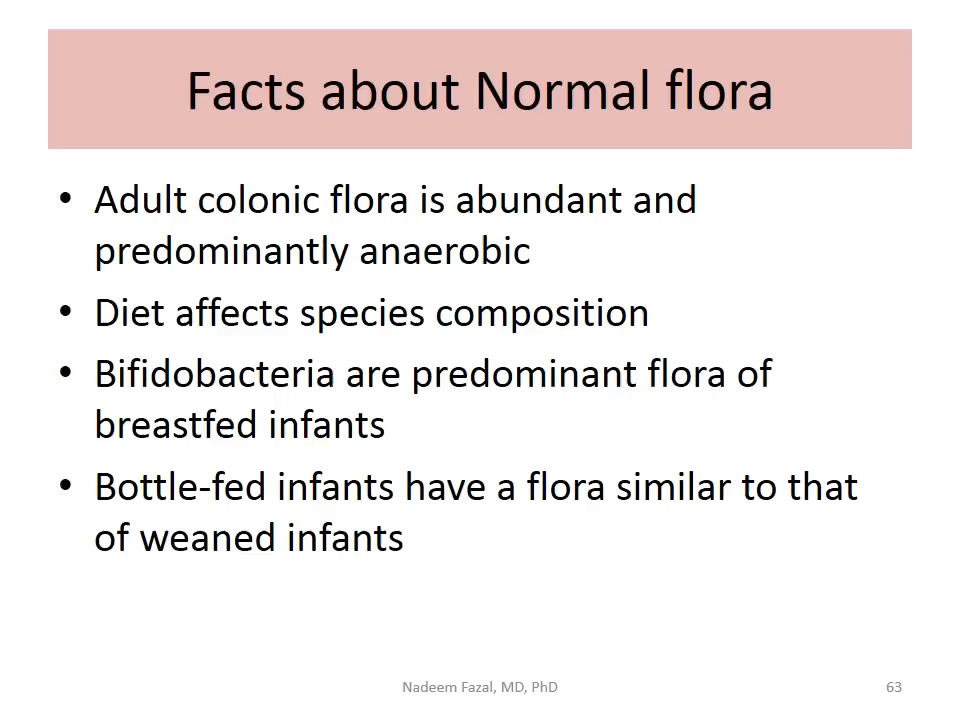 Facts about Normal flora
• Adult colonic flora is abundant and
predominantly anaerobic
• Diet affects species composition
• Bifidobacteria are predominant flora of
breastfed infants
• Bottle-fed infants have a flora similar to that
of weaned infants
Nadeem Fazal, MD, PhD
63